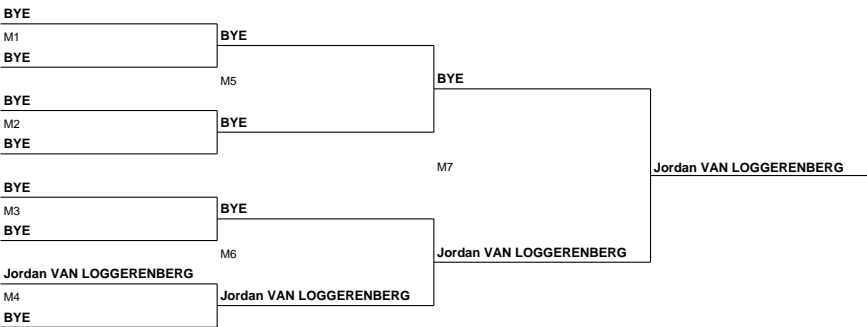 BYE
M1
BYE
BYE
M5
BYE
BYE
M2
BYE
BYE
M7
Jordan VAN LOGGERENBERG
BYE
M3
BYE
BYE
M6
Jordan VAN LOGGERENBERG
Jordan VAN LOGGERENBERG
M4
Jordan VAN LOGGERENBERG
BYE